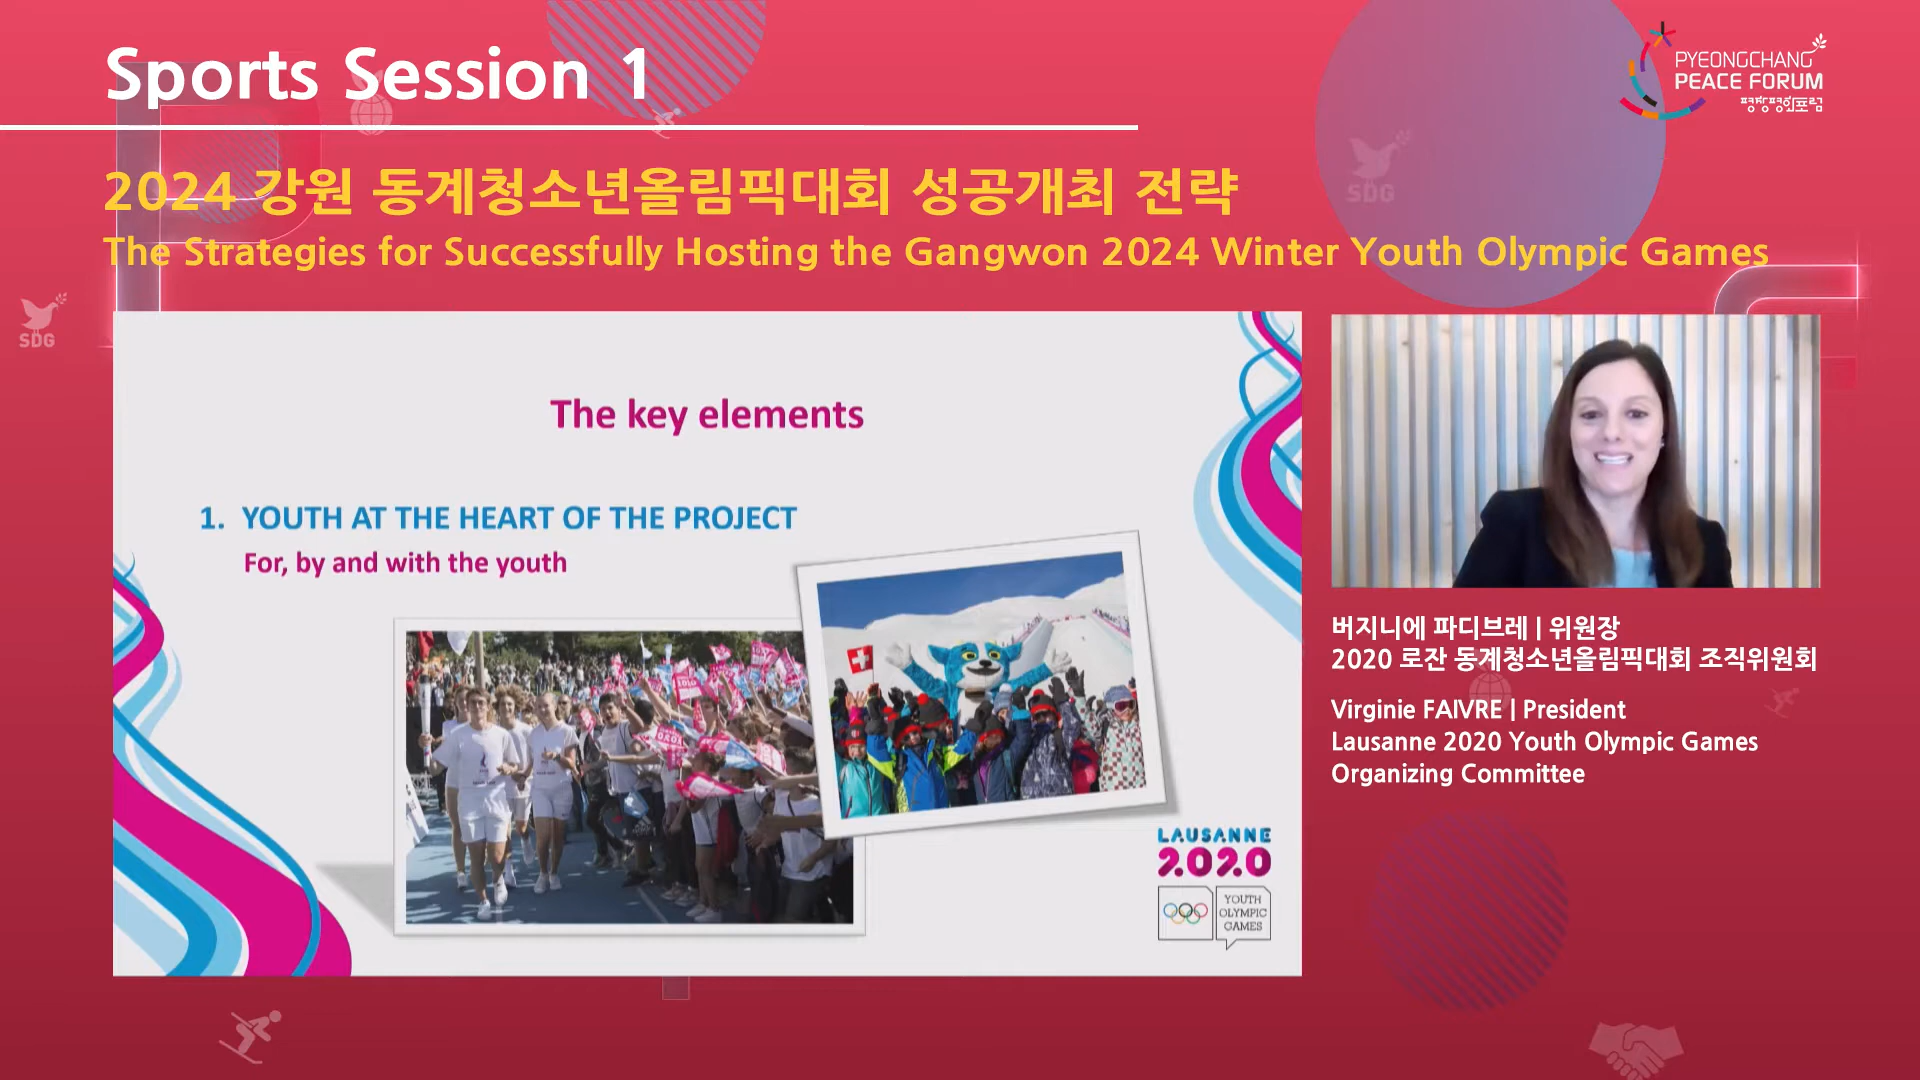 Sports Session 1
PYEONGCHANG
PEACE FORUM
평창평화포럼
2024 강원 동계청소년올림픽대회 성공개최 전략
The Strategies for Successfully Hosting the Gangwon 2024 Winter Youth Olympic Games
SDG
SDG
The key elements
1. YOUTH AT THE HEART OF THE PROJECT
For, by and with the youth
LAUSANNE
2020
YOUTH
OLYMPIC
GAMES
버지니에 파디브레 | 위원장
2020 로잔 동계청소년올림픽대회 조직위원회
Virginie FAIVRE | President
Lausanne 2020 Youth Olympic Games
Organizing Committee